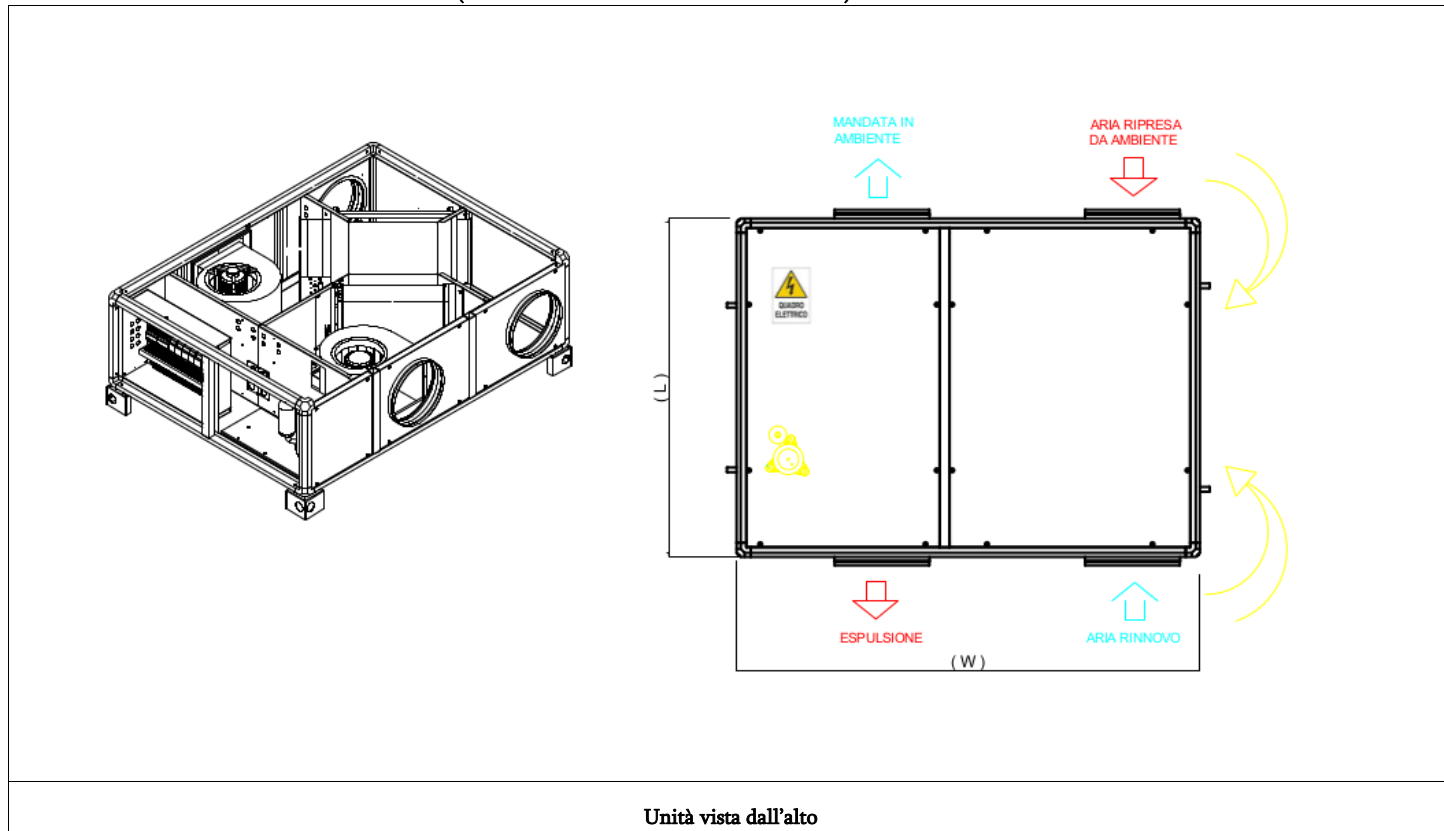 MANDATA IN
AMBIENTE
ARIA RIPRESA
DA AMBIENTE
QUADRO
ELETTRICO
( L )
ESPULSIONE
ARIA RINNOVO
( W )
Unità vista dall'alto